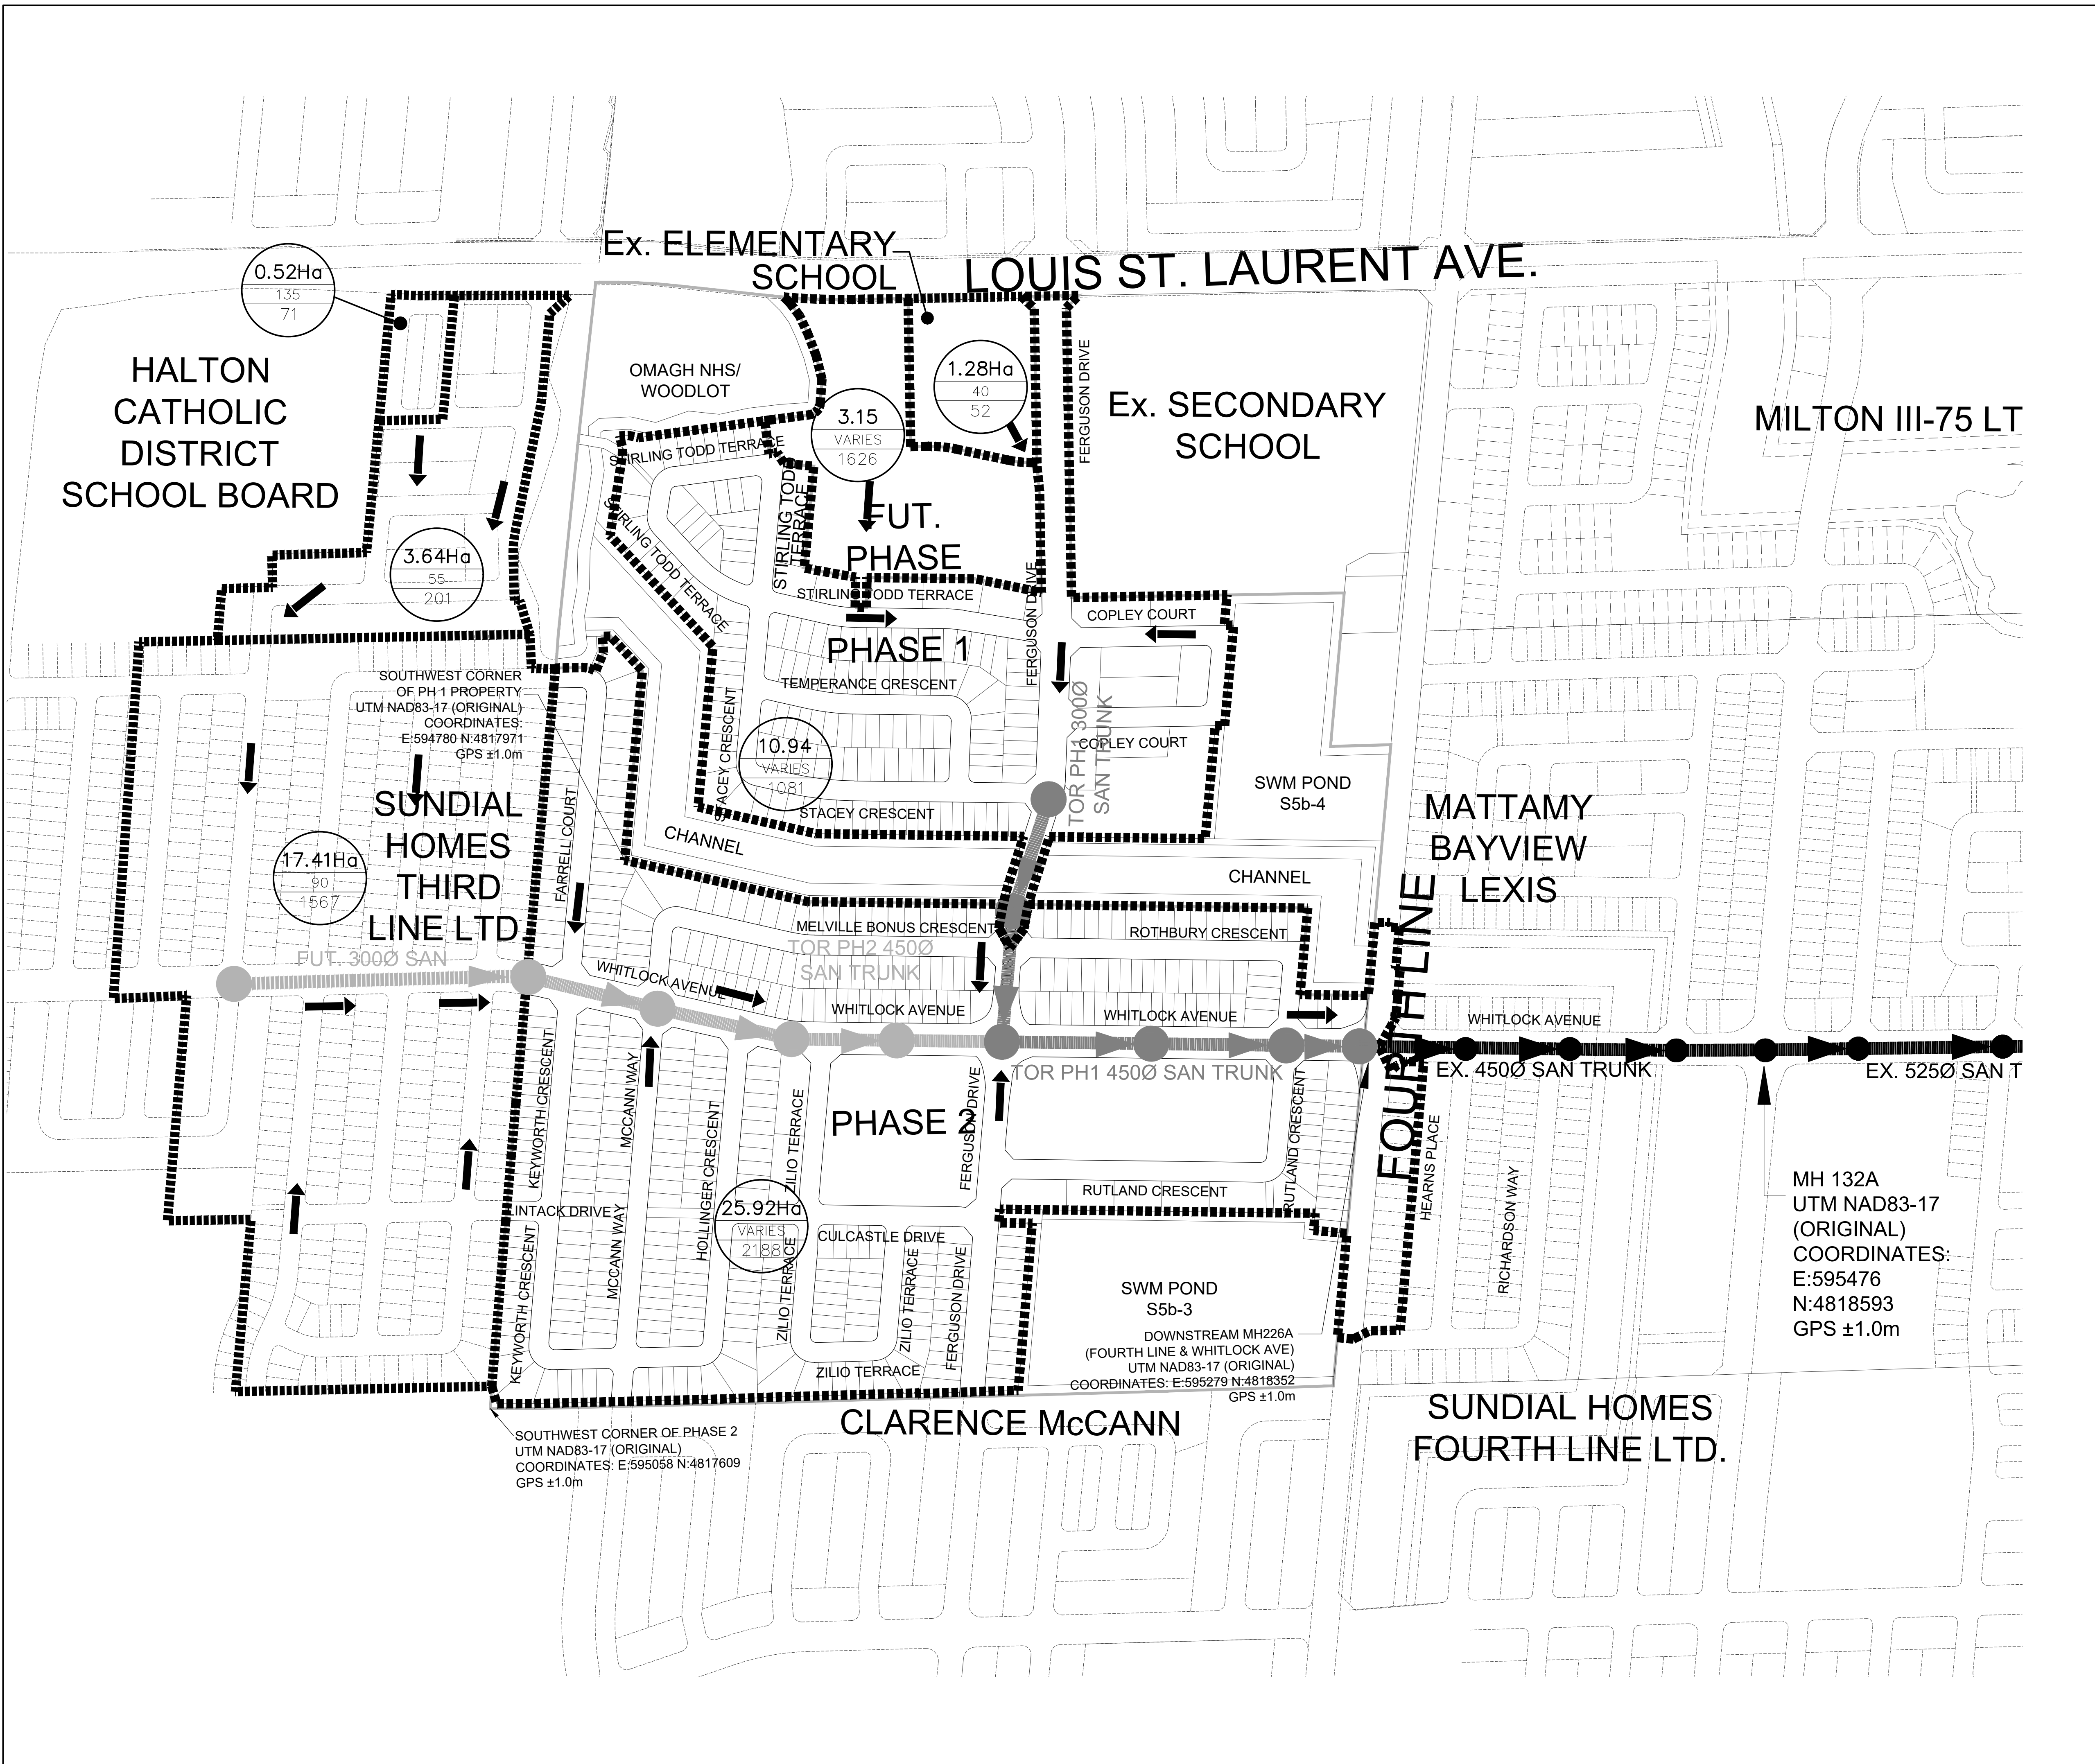 Ex. ELEMENTARY
SCHOOL
LOUIS ST. LAURENT AVE.
0.52Ha
135
71
HALTON
CATHOLIC
DISTRICT
SCHOOL BOARD
OMAGH NHS/
WOODLOT
1.28Ha
40
52
FERGUSON DRIVE
Ex. SECONDARY
SCHOOL
MILTON III-75 LT
3.15
VARIES
1626
STIRLING TODD TERRACE
STIRLING TODD
TERRACE
STIRLING TODD TERRACE
FUT.
PHASE
3.64Ha
55
201
STIRLING TODD TERRACE
FERGUSON DRIVE
COPLEY COURT
PHASE 1
TEMPERANCE CRESCENT
SOUTHWEST CORNER
OF PH 1 PROPERTY
UTM NAD83-17 (ORIGINAL)
COORDINATES:
E:594780 N:4817971
GPS ±1.0m
STACEY CRESCENT
10.94
VARIES
1081
TOR PH1 300Ø
SAN TRUNK
COPLEY COURT
SWM POND
S5b-4
STACEY CRESCENT
SUNDIAL
HOMES
THIRD
LINE LTD
17.41Ha
90
1567
FARRELL COURT
CHANNEL
CHANNEL
MATTAMY
BAYVIEW
LEXIS
FOURTH LINE
MELVILLE BONUS CRESCENT
ROTHBURY CRESCENT
FUT. 300Ø SAN
TOR PH2 450Ø
SAN TRUNK
WHITLOCK AVENUE
WHITLOCK AVENUE
WHITLOCK AVENUE
WHITLOCK AVENUE
TOR PH1 450Ø SAN TRUNK
EX. 450Ø SAN TRUNK
EX. 525Ø SAN T
KEYWORTH CRESCENT
MCCANN WAY
HOLLINGER CRESCENT
ZILIO TERRACE
PHASE 2
FERGUSON DRIVE
RUTLAND CRESCENT
RUTLAND CRESCENT
HEARNS PLACE
RICHARDSON WAY
MH 132A
UTM NAD83-17
(ORIGINAL)
COORDINATES:
E:595476
N:4818593
GPS ±1.0m
LINTACK DRIVE
25.92Ha
VARIES
2188
CULCASTLE DRIVE
KEYWORTH CRESCENT
MCCANN WAY
ZILIO TERRACE
ZILIO TERRACE
FERGUSON DRIVE
ZILIO TERRACE
SWM POND
S5b-3
DOWNSTREAM MH226A
(FOURTH LINE & WHITLOCK AVE)
UTM NAD83-17 (ORIGINAL)
COORDINATES: E:595279 N:4818352
GPS ±1.0m
CLARENCE McCANN
SUNDIAL HOMES
FOURTH LINE LTD.
SOUTHWEST CORNER OF PHASE 2
UTM NAD83-17 (ORIGINAL)
COORDINATES: E:595058 N:4817609
GPS ±1.0m